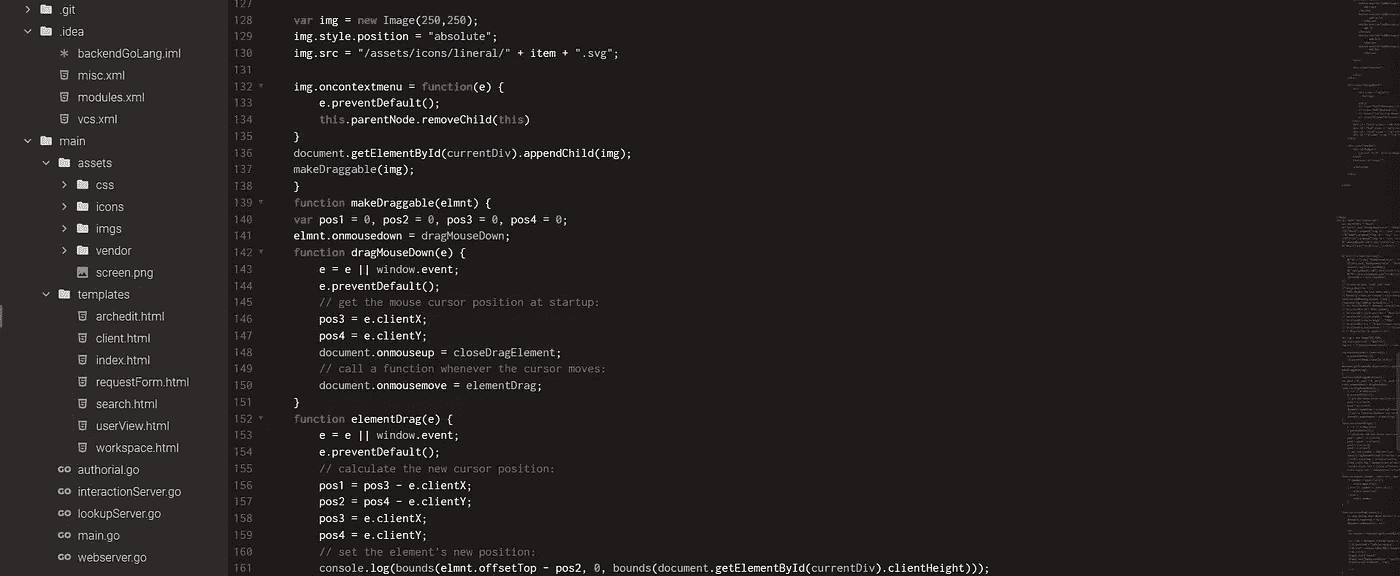 .git
.idea
backendGoLang.iml
misc.xml
modules.xml
vcs.xml
main
assets
css
icons
imgs
vendor
screen.png
templates
archedit.html
client.html
index.html
requestForm.html
search.html
userView.html
workspace.html
GO authorial.go
GO interactionServer.go
GO lookupServer.go
GO main.go
GO webserver.go
127
128 var img = new Image(250,250);
129 img.style.position = "absolute";
130 img.src = "/assets/icons/lineral/" + item + ".svg";
131
132 img.oncontextmenu = function(e) {
133 e.preventDefault();
134 this.parentNode.removeChild(this)
135 }
136 document.getElementById(currentDiv).appendChild(img);
137 makeDraggable(img);
138 }
139 function makeDraggable(elmnt) {
140 var pos1 = 0, pos2 = 0, pos3 = 0, pos4 = 0;
141 elmnt.onmousedown = dragMouseDown;
142 function dragMouseDown(e) {
143 e = e || window.event;
144 e.preventDefault();
145 // get the mouse cursor position at startup:
146 pos3 = e.clientX;
147 pos4 = e.clientY;
148 document.onmouseup = closeDragElement;
149 // call a function whenever the cursor moves:
150 document.onmousemove = elementDrag;
151 }
152 function elementDrag(e) {
153 e = e || window.event;
154 e.preventDefault();
155 // calculate the new cursor position:
156 pos1 = pos3 - e.clientX;
157 pos2 = pos4 - e.clientY;
158 pos3 = e.clientX;
159 pos4 = e.clientY;
160 // set the element's new position:
161 console.log(bounds(elmnt.offsetTop - pos2, 0, bounds(document.getElementById(currentDiv).clientHeight)));